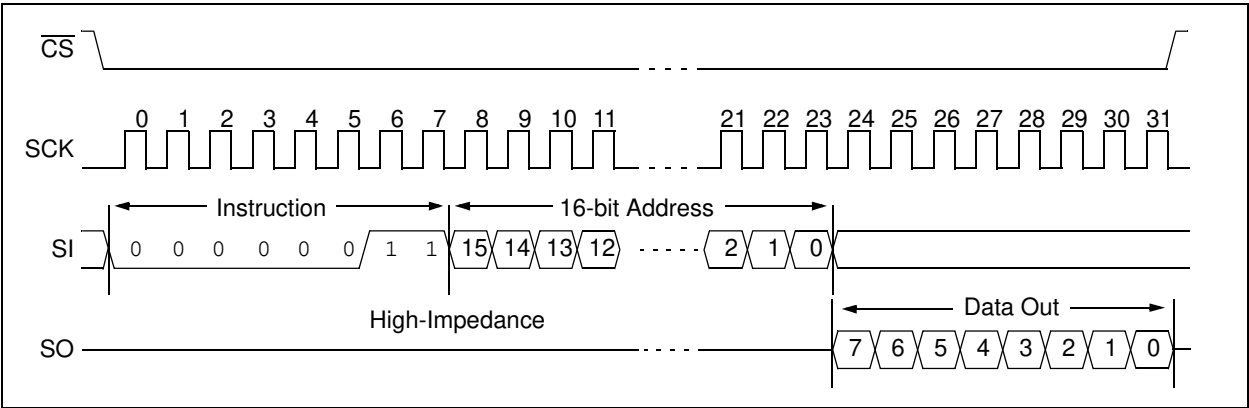 CS
0 1 2 3 4 5 6 7 8 9 10 11 21 22 23 24 25 26 27 28 29 30 31
SCK
Instruction 16-bit Address
SI 0 0 0 0 0 0 1 1 15 14 13 12 2 1 0
Data Out
High-Impedance
SO 7 6 5 4 3 2 1 0